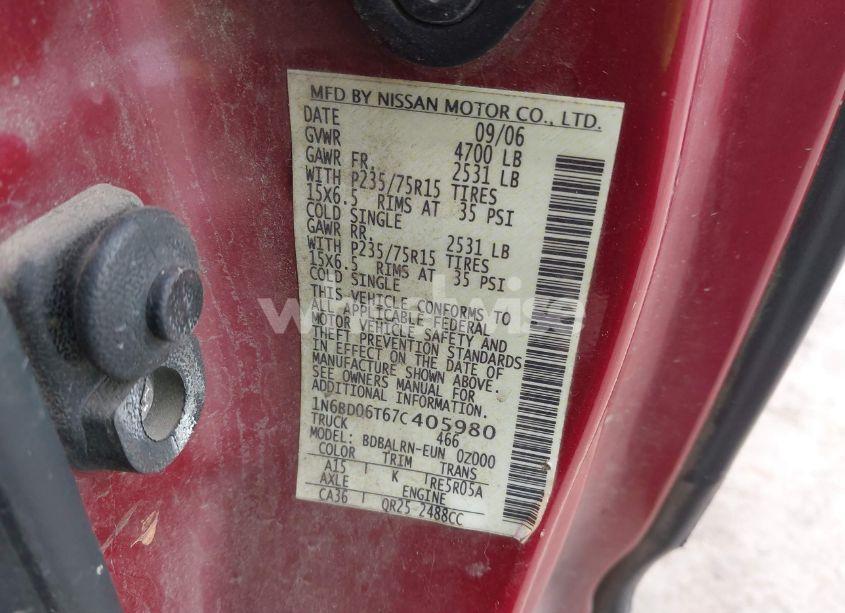 MFD BY NISSAN MOTOR CO., LTD.
DATE 09/06
GVWR 4700 LB
GAWR FR. 2531 LB
WITH P235/75R15 TIRES
15X6.5 RIMS AT 35 PSI
COLD SINGLE
GAWR RR. 2531 LB
WITH P235/75R15 TIRES
15X6.5 RIMS AT 35 PSI
COLD SINGLE
THIS VEHICLE CONFORMS TO
ALL APPLICABLE FEDERAL
MOTOR VEHICLE SAFETY AND
THEFT PREVENTION STANDARDS
IN EFFECT ON THE DATE OF
MANUFACTURE SHOWN ABOVE.
SEE OWNERS MANUAL FOR
ADDITIONAL INFORMATION.
1N6BD06T67C405980
TRUCK 466
MODEL: BDBALRN-EUN 0Z000
COLOR TRIM TRANS
A15 K RE5R05A
AXLE ENGINE
CA36 QR25 2488CC